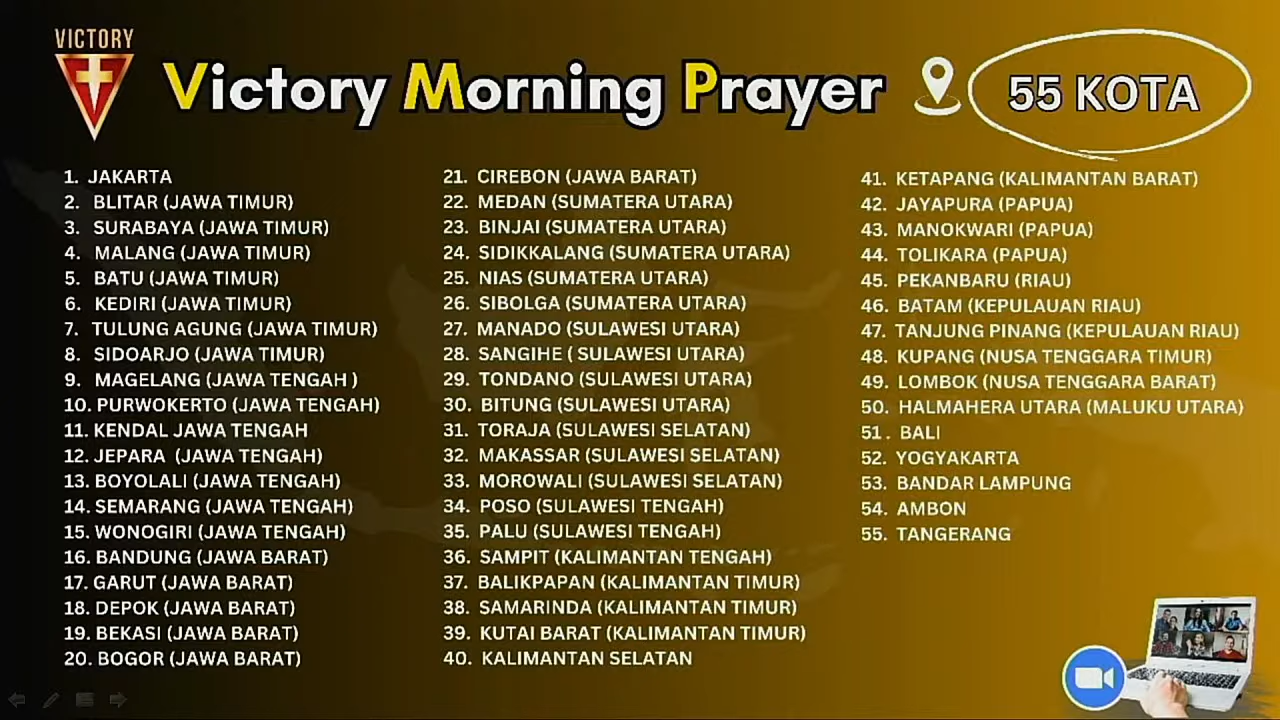 VICTORY
Victory Morning Prayer
55 KOTA
1. JAKARTA
2. BLITAR (JAWA TIMUR)
3. SURABAYA (JAWA TIMUR)
4. MALANG (JAWA TIMUR)
5. BATU (JAWA TIMUR)
6. KEDIRI (JAWA TIMUR)
7. TULUNG AGUNG (JAWA TIMUR)
8. SIDOARJO (JAWA TIMUR)
9. MAGELANG (JAWA TENGAH )
10. PURWOKERTO (JAWA TENGAH)
11. KENDAL JAWA TENGAH
12. JEPARA (JAWA TENGAH)
13. BOYOLALI (JAWA TENGAH)
14. SEMARANG (JAWA TENGAH)
15. WONOGIRI (JAWA TENGAH)
16. BANDUNG (JAWA BARAT)
17. GARUT (JAWA BARAT)
18. DEPOK (JAWA BARAT)
19. BEKASI (JAWA BARAT)
20. BOGOR (JAWA BARAT)
21. CIREBON (JAWA BARAT)
22. MEDAN (SUMATERA UTARA)
23. BINJAI (SUMATERA UTARA)
24. SIDIKKALANG (SUMATERA UTARA)
25. NIAS (SUMATERA UTARA)
26. SIBOLGA (SUMATERA UTARA)
27. MANADO (SULAWESI UTARA)
28. SANGIHE ( SULAWESI UTARA)
29. TONDANO (SULAWESI UTARA)
30. BITUNG (SULAWESI UTARA)
31. TORAJA (SULAWESI SELATAN)
32. MAKASSAR (SULAWESI SELATAN)
33. MOROWALI (SULAWESI SELATAN)
34. POSO (SULAWESI TENGAH)
35. PALU (SULAWESI TENGAH)
36. SAMPIT (KALIMANTAN TENGAH)
37. BALIKPAPAN (KALIMANTAN TIMUR)
38. SAMARINDA (KALIMANTAN TIMUR)
39. KUTAI BARAT (KALIMANTAN TIMUR)
40. KALIMANTAN SELATAN
41. KETAPANG (KALIMANTAN BARAT)
42. JAYAPURA (PAPUA)
43. MANOKWARI (PAPUA)
44. TOLIKARA (PAPUA)
45. PEKANBARU (RIAU)
46. BATAM (KEPULAUAN RIAU)
47. TANJUNG PINANG (KEPULAUAN RIAU)
48. KUPANG (NUSA TENGGARA TIMUR)
49. LOMBOK (NUSA TENGGARA BARAT)
50. HALMAHERA UTARA (MALUKU UTARA)
51 . BALI
52. YOGYAKARTA
53. BANDAR LAMPUNG
54. AMBON
55. TANGERANG